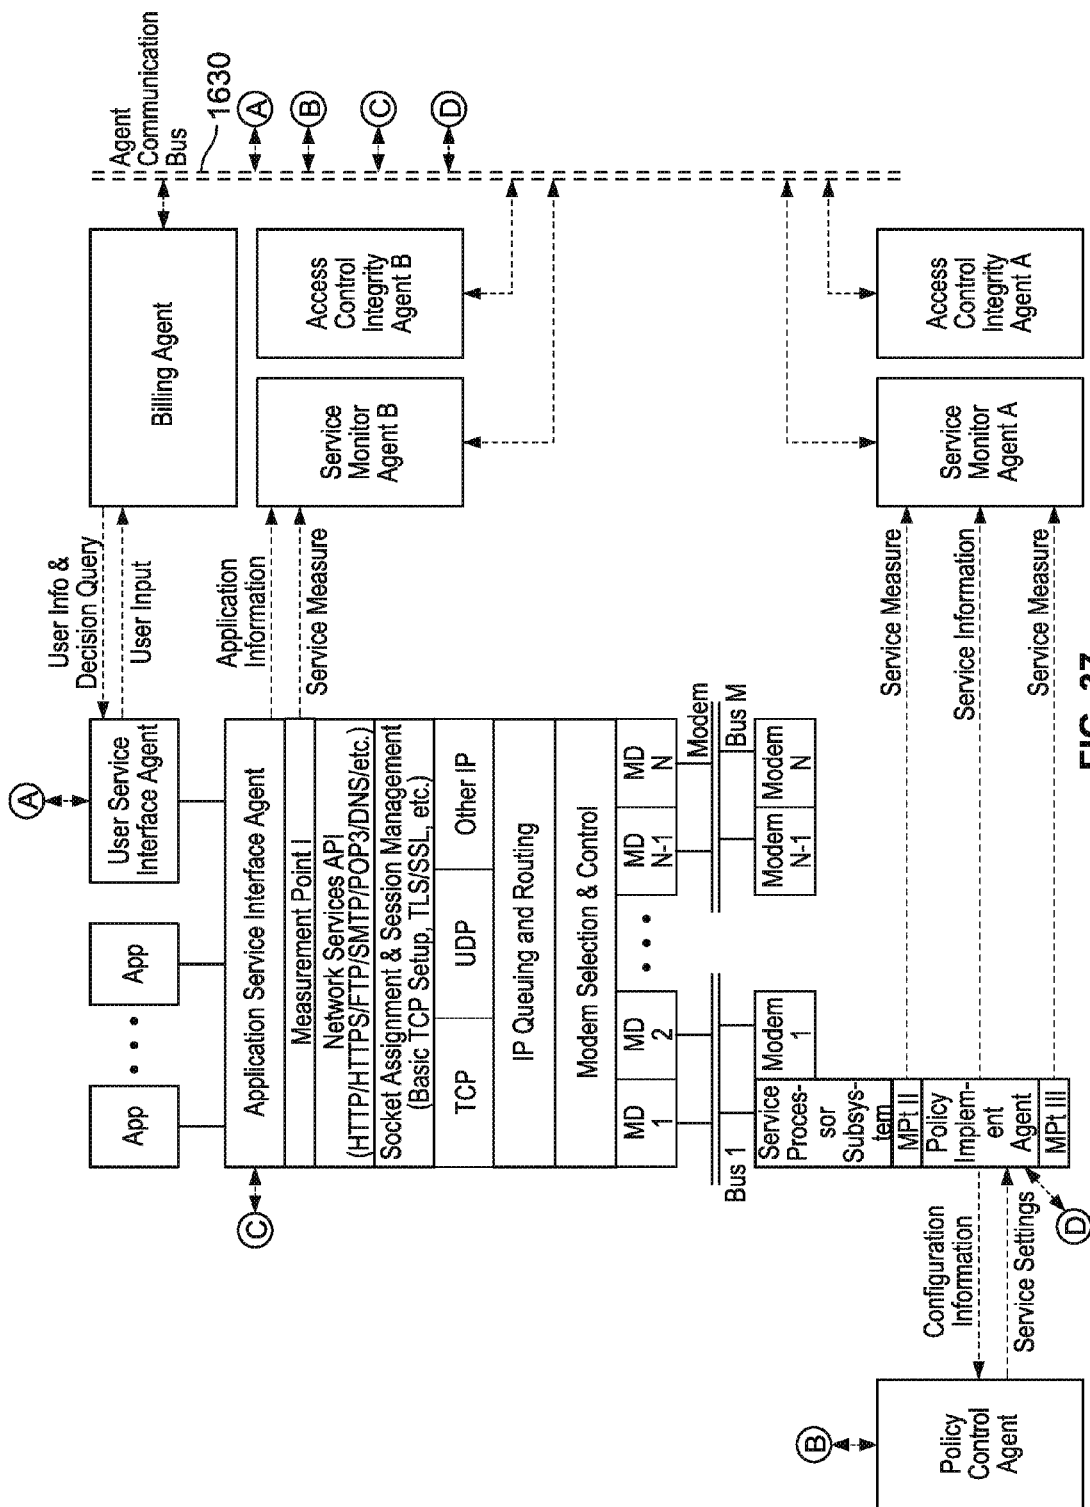 Agent
Communication
Bus
1630
A
B
C
D
Billing Agent
Access
Control
Integrity
Agent B
Service
Monitor
Agent B
Access
Control
Integrity
Agent A
Service
Monitor
Agent A
User Info &
Decision Query
User Input
Application
Information
Service Measure
Service Measure
Service Information
Service Measure
A
User Service
Interface Agent
App
App
C
Application Service Interface Agent
Measurement Point I
Network Services API
(HTTP/HTTPS/FTP/SMTP/POP3/DNS/etc.)
Socket Assignment & Session Management
(Basic TCP Setup, TLS/SSL, etc.)
TCP
UDP
Other IP
IP Queuing and Routing
Modem Selection & Control
MD
1
MD
2
MD
N-1
MD
N
Bus 1
Modem
Bus M
Modem
1
Modem
N-1
Modem
N
Service
Proces-
sor
Subsys-
tem
MPt II
Policy
Implem-
ent
Agent
MPt III
Configuration
Information
Service Settings
D
B
Policy
Control
Agent